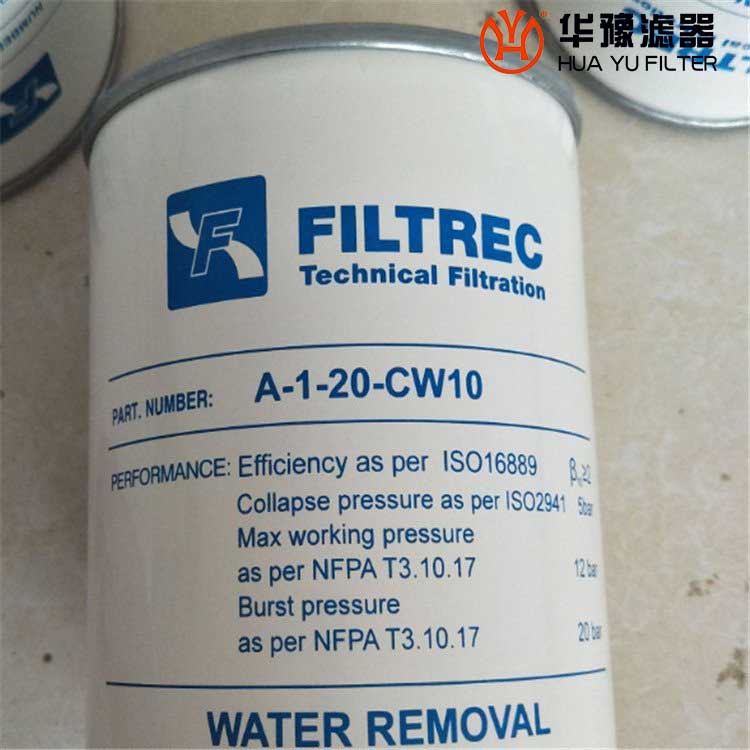 华豫滤器
HUA YU FILTER
F
FILTREC
Technical Filtration
PART. NUMBER: A-1-20-CW10
PERFORMANCE: Efficiency as per ISO16889
Collapse pressure as per ISO2941 5bar
Max working pressure
as per NFPA T3.10.17 12 bar
Burst pressure
as per NFPA T3.10.17 20 bar
WATER REMOVAL